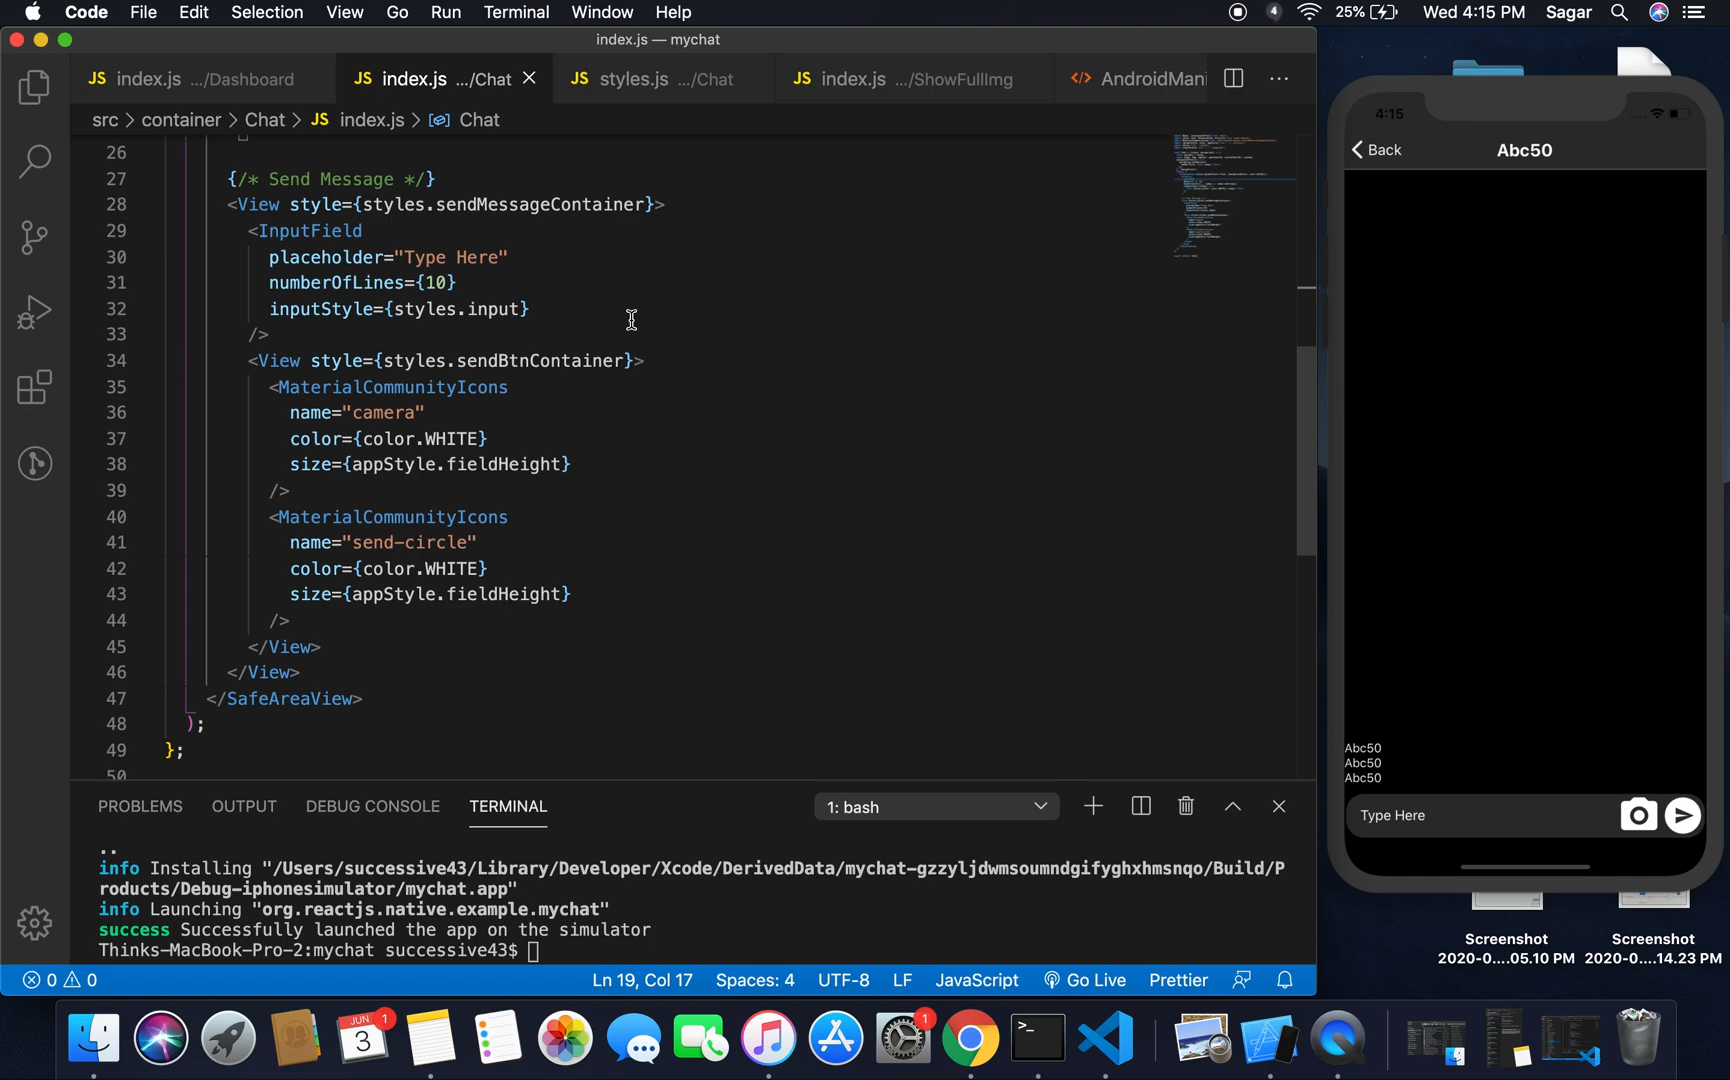 Code File Edit Selection View Go Run Terminal Window Help
4 25% Wed 4:15 PM Sagar
index.js — mychat
JS index.js .../Dashboard
JS index.js .../Chat
JS styles.js .../Chat
JS index.js .../ShowFullImg
AndroidMani
src > container > Chat > JS index.js > Chat
26
27 {/* Send Message */}
28 <View style={styles.sendMessageContainer}>
29 <InputField
30 placeholder="Type Here"
31 numberOfLines={10}
32 inputStyle={styles.input}
33 />
34 <View style={styles.sendBtnContainer}>
35 <MaterialCommunityIcons
36 name="camera"
37 color={color.WHITE}
38 size={appStyle.fieldHeight}
39 />
40 <MaterialCommunityIcons
41 name="send-circle"
42 color={color.WHITE}
43 size={appStyle.fieldHeight}
44 />
45 </View>
46 </View>
47 </SafeAreaView>
48 );
49 };
50
PROBLEMS OUTPUT DEBUG CONSOLE TERMINAL
1: bash
..
info Installing "/Users/successive43/Library/Developer/Xcode/DerivedData/mychat-gzzyljdwmsoumndgifyghxhmsnqo/Build/P
roducts/Debug-iphonesimulator/mychat.app"
info Launching "org.reactjs.native.example.mychat"
success Successfully launched the app on the simulator
Thinks-MacBook-Pro-2:mychat successive43$
0 0 Ln 19, Col 17 Spaces: 4 UTF-8 LF JavaScript Go Live Prettier
4:15
Back Abc50
Abc50
Abc50
Abc50
Type Here
Screenshot
2020-0....05.10 PM
Screenshot
2020-0....14.23 PM
JUN
3
1
1